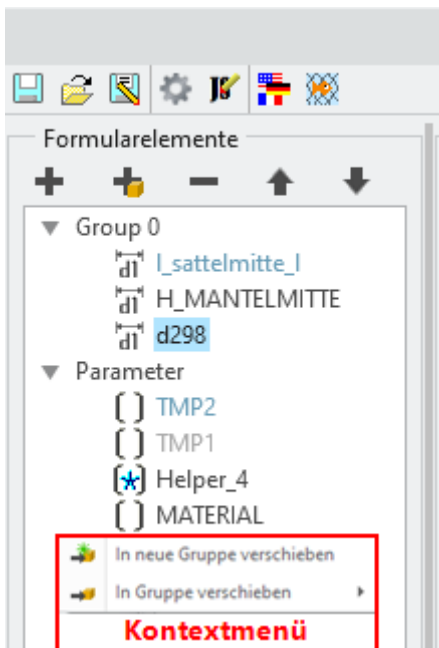 Formularelemente
Group 0
l_sattelmitte_l
H_MANTELMITTE
d298
Parameter
TMP2
TMP1
Helper_4
MATERIAL
In neue Gruppe verschieben
In Gruppe verschieben
Kontextmenü